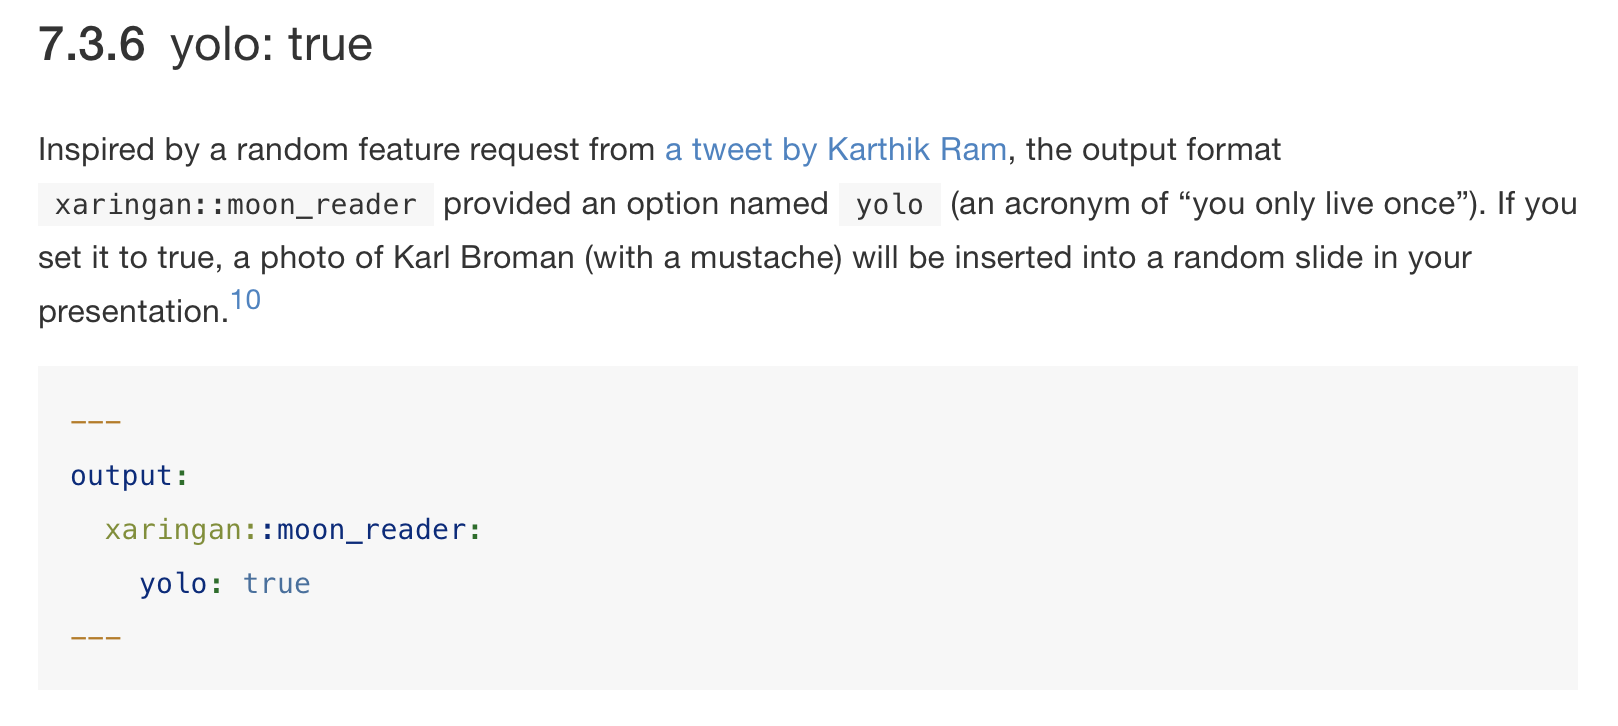 7.3.6 yolo: true
Inspired by a random feature request from a tweet by Karthik Ram, the output format
xaringan::moon_reader provided an option named yolo (an acronym of “you only live once”). If you
set it to true, a photo of Karl Broman (with a mustache) will be inserted into a random slide in your
presentation.10
---
output:
  xaringan::moon_reader:
    yolo: true
---